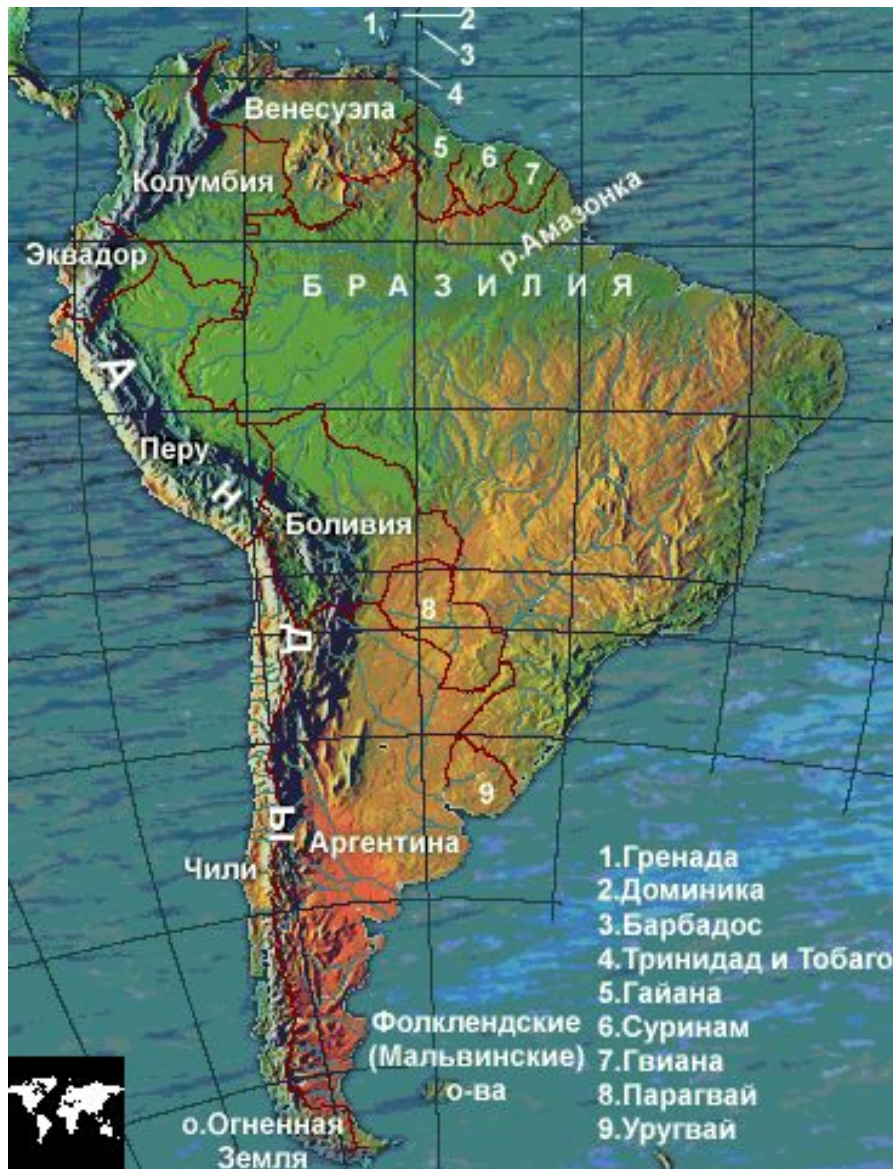 1
2
3
4
Венесуэла
5
6
7
Колумбия
р.Амазонка
Эквадор
БРАЗИЛИЯ
АНДЫ
Перу
Боливия
8
9
Аргентина
Чили
1.Гренада
2.Доминика
3.Барбадос
4.Тринидад и Тобаго
5.Гайана
6.Суринам
7.Гвиана
8.Парагвай
9.Уругвай
Фолклендские
(Мальвинские)
о-ва
о.Огненная
Земля